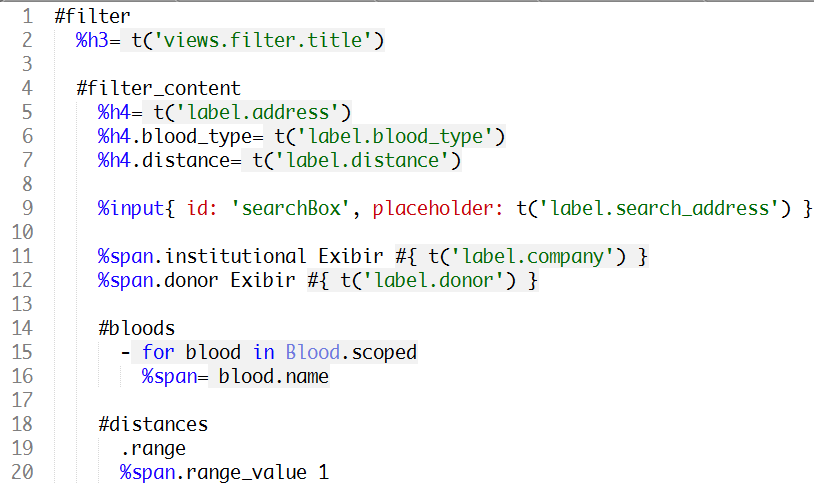 1 #filter
2 %h3= t('views.filter.title')
3
4 #filter_content
5 %h4= t('label.address')
6 %h4.blood_type= t('label.blood_type')
7 %h4.distance= t('label.distance')
8
9 %input{ id: 'searchBox', placeholder: t('label.search_address') }
10
11 %span.institutional Exibir #{ t('label.company') }
12 %span.donor Exibir #{ t('label.donor') }
13
14 #bloods
15 - for blood in Blood.scoped
16 %span= blood.name
17
18 #distances
19 .range
20 %span.range_value 1